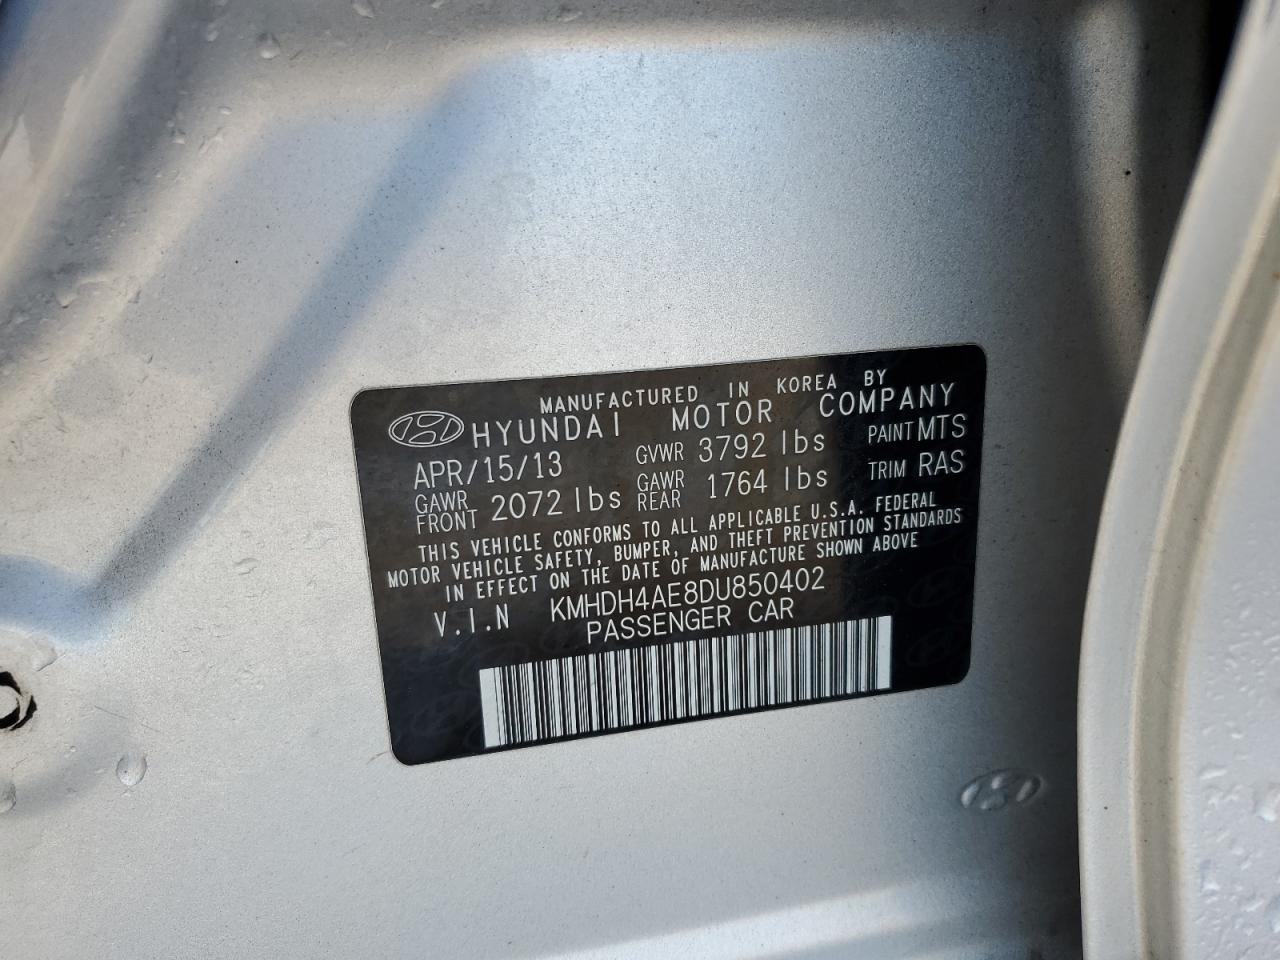 MANUFACTURED IN KOREA BY
HYUNDAI MOTOR COMPANY
APR/15/13 GVWR 3792 lbs PAINT MTS
GAWR FRONT 2072 lbs GAWR REAR 1764 lbs TRIM RAS
THIS VEHICLE CONFORMS TO ALL APPLICABLE U.S.A. FEDERAL
MOTOR VEHICLE SAFETY, BUMPER, AND THEFT PREVENTION STANDARDS
IN EFFECT ON THE DATE OF MANUFACTURE SHOWN ABOVE
V.I.N KMHDH4AE8DU850402
PASSENGER CAR